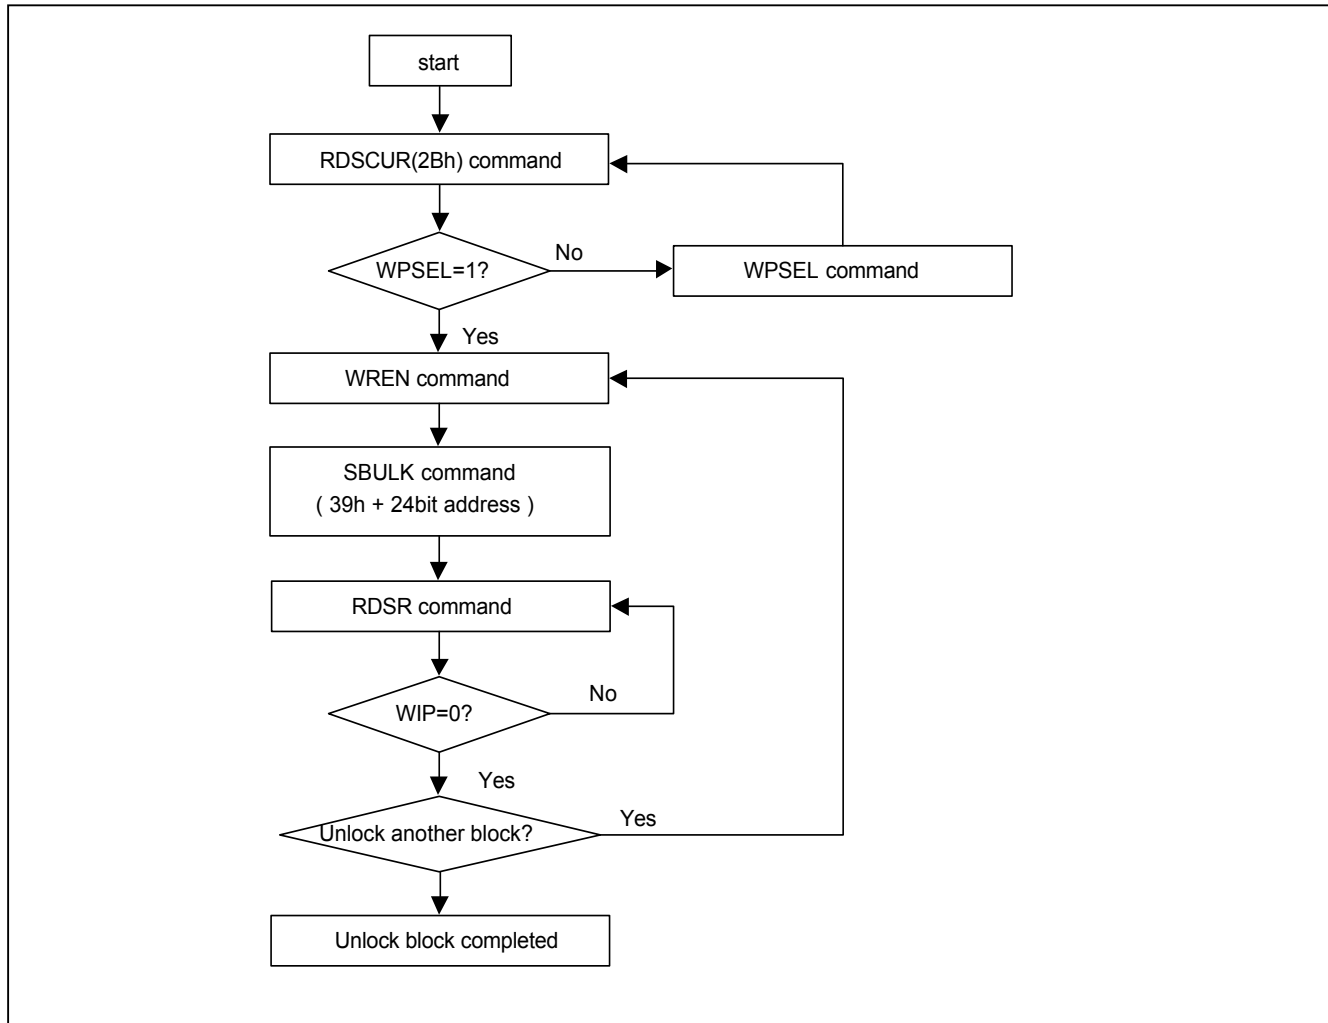 start
RDSCUR(2Bh) command
WPSEL=1?
No
WPSEL command
Yes
WREN command
SBULK command
( 39h + 24bit address )
RDSR command
WIP=0?
No
Yes
Unlock another block?
Yes
Unlock block completed